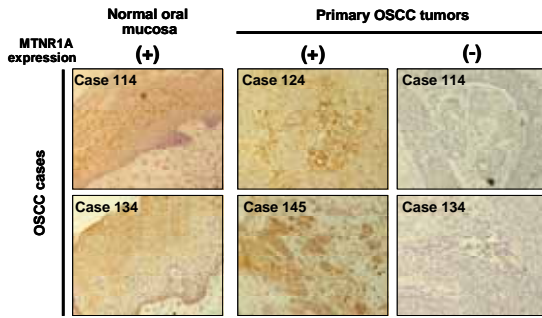 Normal oral
mucosa
Primary OSCC tumors
MTNR1A
expression
(+)
(+)
(-)
OSCC cases
Case 114
Case 124
Case 114
Case 134
Case 145
Case 134